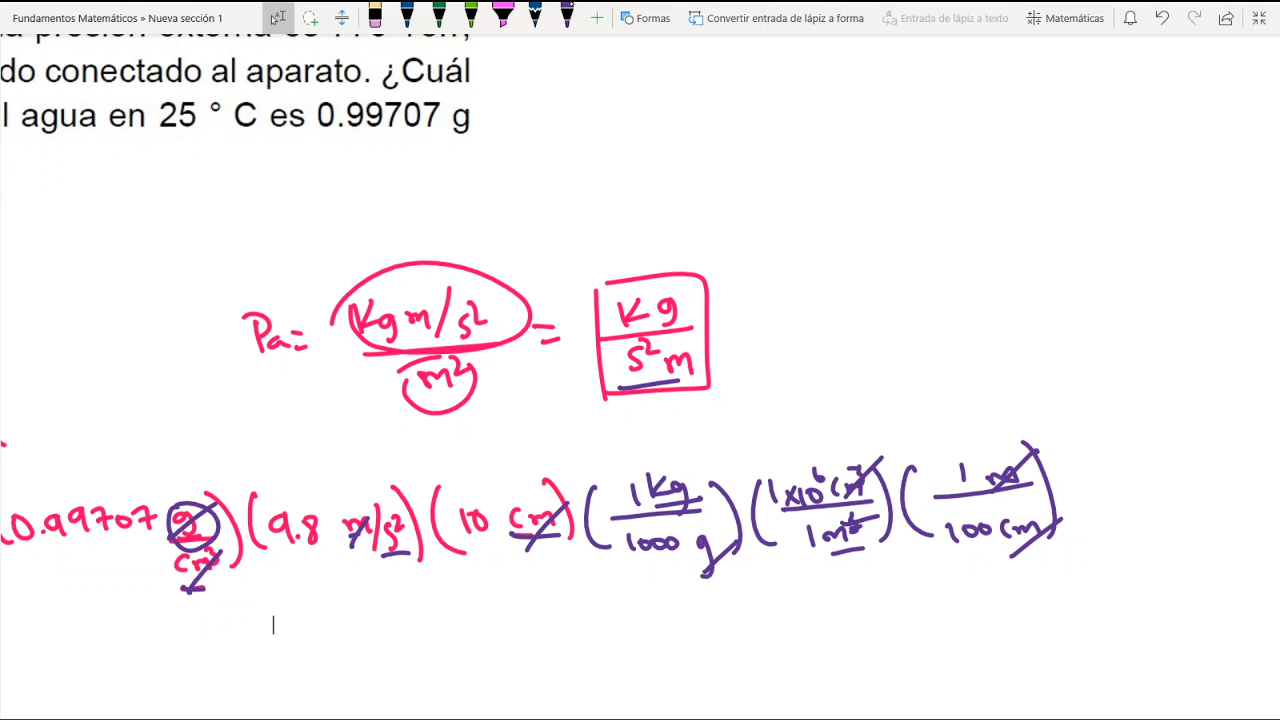 Fundamentos Matemáticos » Nueva sección 1
Formas
Convertir entrada de lápiz a forma
Entrada de lápiz a texto
Matemáticas
do conectado al aparato. ¿Cuál
l agua en 25 ° C es 0.99707 g
Pa= Kg m/s² / m² = Kg / s² m
(0.99707 g/cm³)(9.8 m/s²)(10 cm)(1 Kg / 1000 g)(1x10⁶ cm³ / 1 m³)(1 m / 100 cm)